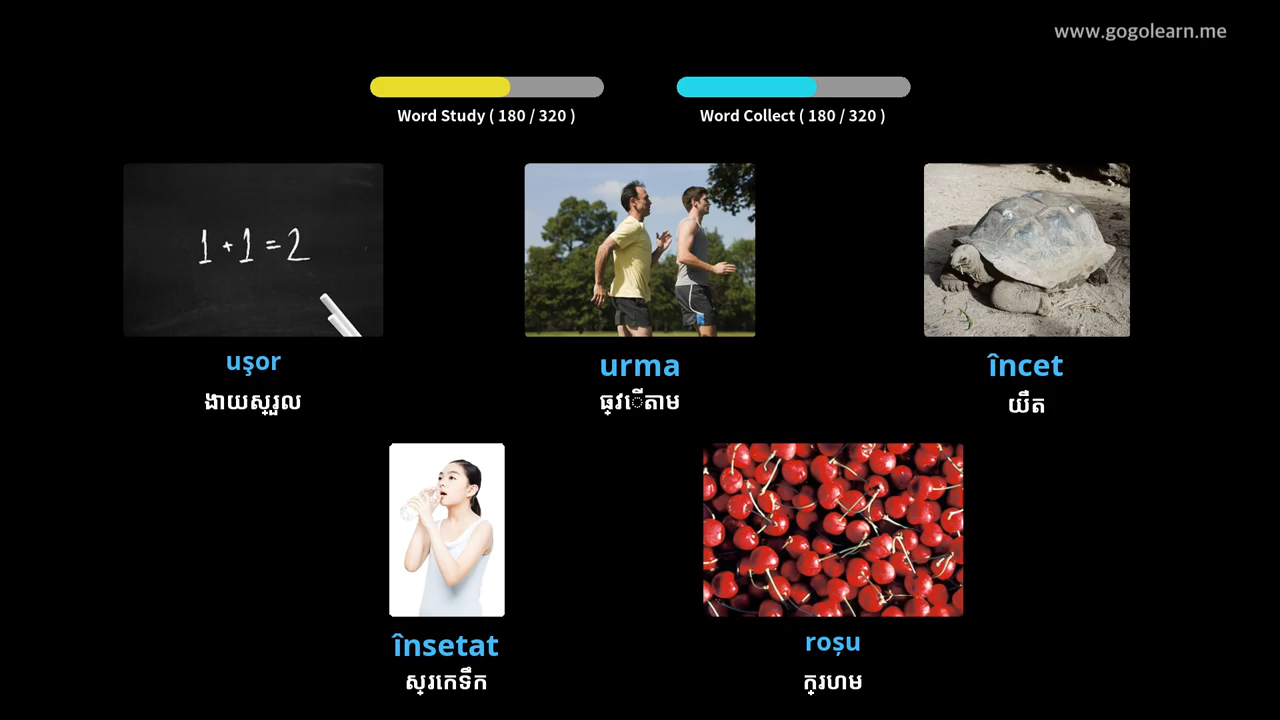 www.gogolearn.me
Word Study ( 180 / 320 )
Word Collect ( 180 / 320 )
1 + 1 = 2
uşor
ងាយស្រួល
urma
ធ្វើតាម
încet
យឺត
însetat
ស្រេកទឹក
roșu
ក្រហម